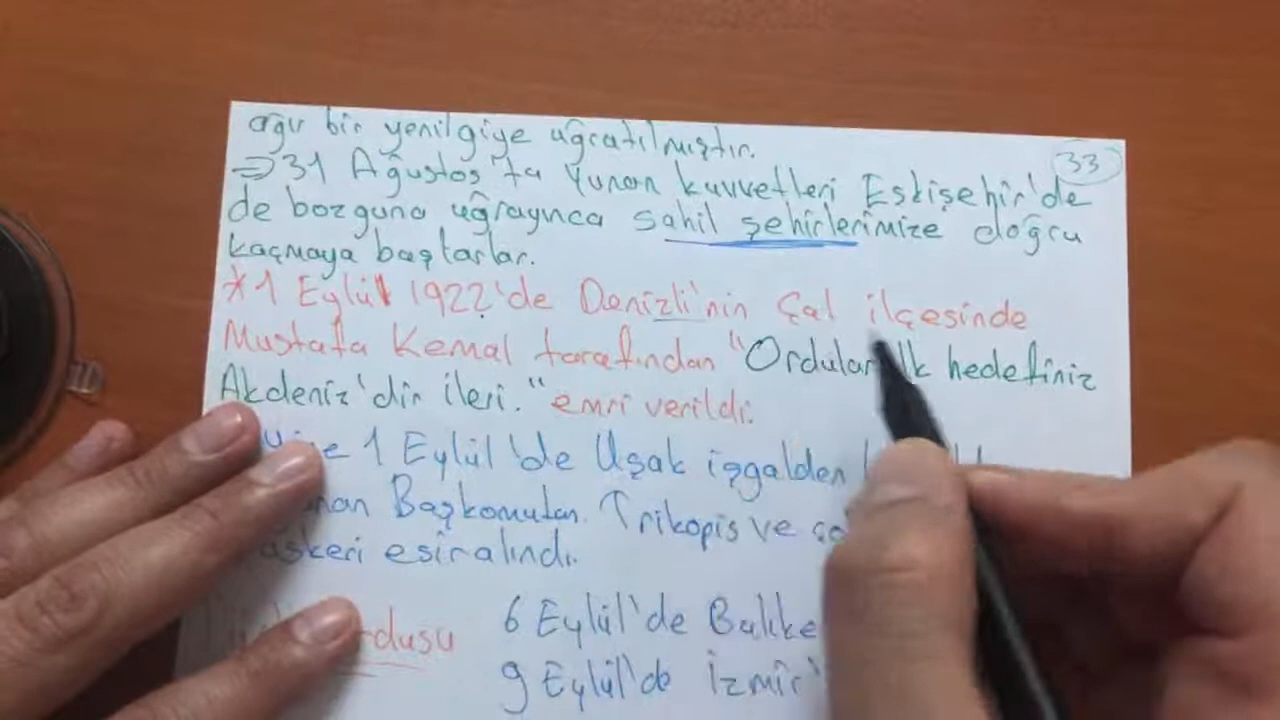 ağır bir yenilgiye uğratılmıştır.
33
⇒ 31 Ağustos'ta Yunan kuvvetleri Eskişehir'de
de bozguna uğrayınca sahil şehirlerimize doğru
kaçmaya başlarlar.
* 1 Eylül 1922'de Denizli'nin Çal ilçesinde
Mustafa Kemal tarafından "Ordular ilk hedefiniz
Akdeniz'dir ileri." emri verildi.
1 Eylül'de Uşak işgalden
Başkomutan Trikopis ve
askeri esir alındı.
6 Eylül'de
9 Eylül'de İzmir'